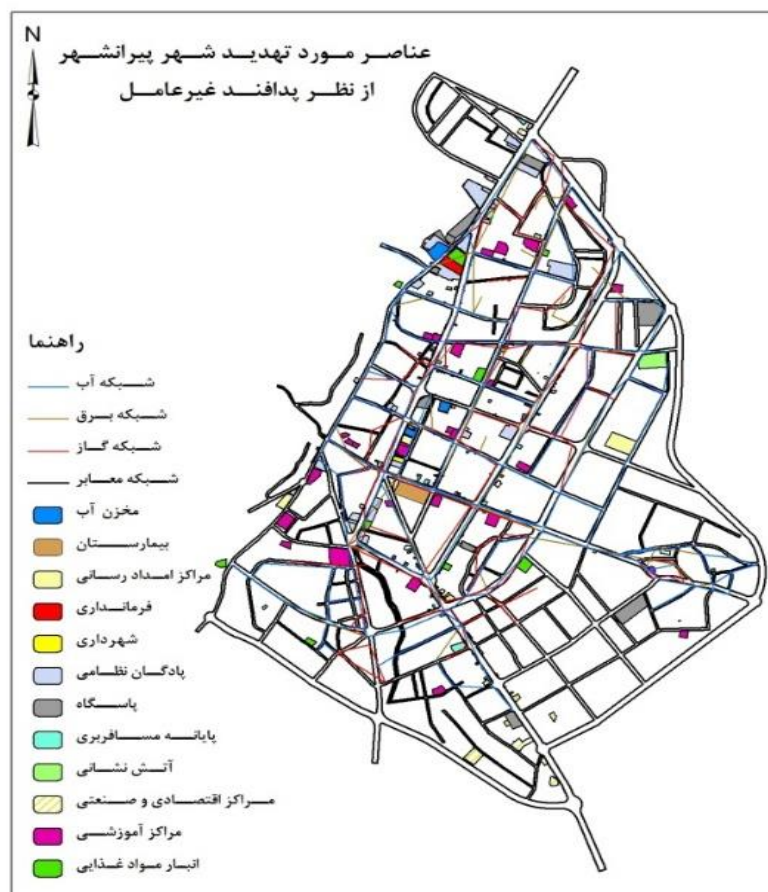 N
عناصر مورد تهدید شهر پیرانشهر
از نظر پدافند غیرعامل
راهنما
شبکه آب
شبکه برق
شبکه گاز
شبکه معابر
مخزن آب
بیمارستان
مراکز امداد رسانی
فرمانداری
شهرداری
پادگان نظامی
پاسگاه
پایانه مسافربری
آتش نشانی
مراکز اقتصادی و صنعتی
مراکز آموزشی
انبار مواد غذایی